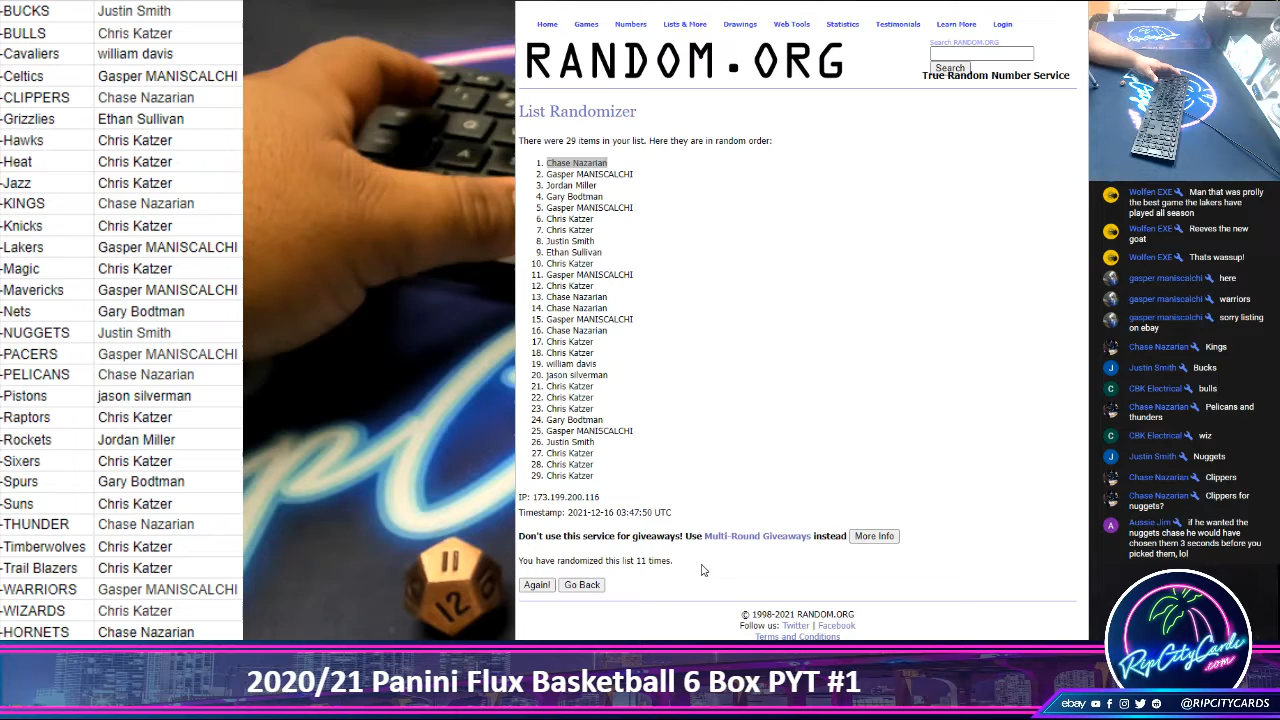 -BUCKS Justin Smith
-BULLS Chris Katzer
-Cavaliers william davis
-Celtics Gasper MANISCALCHI
-CLIPPERS Chase Nazarian
-Grizzlies Ethan Sullivan
-Hawks Chris Katzer
-Heat Chris Katzer
-Jazz Chris Katzer
-KINGS Chase Nazarian
-Knicks Chris Katzer
-Lakers Gasper MANISCALCHI
-Magic Chris Katzer
-Mavericks Gasper MANISCALCHI
-Nets Gary Bodtman
-NUGGETS Justin Smith
-PACERS Gasper MANISCALCHI
-PELICANS Chase Nazarian
-Pistons jason silverman
-Raptors Chris Katzer
-Rockets Jordan Miller
-Sixers Chris Katzer
-Spurs Gary Bodtman
-Suns Chris Katzer
-THUNDER Chase Nazarian
-Timberwolves Chris Katzer
-Trail Blazers Chris Katzer
-WARRIORS Gasper MANISCALCHI
-WIZARDS Chris Katzer
-HORNETS Chase Nazarian
11
12
Home Games Numbers Lists & More Drawings Web Tools Statistics Testimonials Learn More Login
RANDOM.ORG
Search RANDOM.ORG
Search
True Random Number Service
List Randomizer
There were 29 items in your list. Here they are in random order:
1. Chase Nazarian
2. Gasper MANISCALCHI
3. Jordan Miller
4. Gary Bodtman
5. Gasper MANISCALCHI
6. Chris Katzer
7. Chris Katzer
8. Justin Smith
9. Ethan Sullivan
10. Chris Katzer
11. Gasper MANISCALCHI
12. Chris Katzer
13. Chase Nazarian
14. Chase Nazarian
15. Gasper MANISCALCHI
16. Chase Nazarian
17. Chris Katzer
18. Chris Katzer
19. william davis
20. jason silverman
21. Chris Katzer
22. Chris Katzer
23. Chris Katzer
24. Gary Bodtman
25. Gasper MANISCALCHI
26. Justin Smith
27. Chris Katzer
28. Chris Katzer
29. Chris Katzer
IP: 173.199.200.116
Timestamp: 2021-12-16 03:47:50 UTC
Don't use this service for giveaways! Use Multi-Round Giveaways instead More Info
You have randomized this list 11 times.
Again! Go Back
© 1998-2021 RANDOM.ORG
Follow us: Twitter | Facebook
Terms and Conditions
Wolfen EXE Man that was prolly
the best game the lakers have
played all season
Wolfen EXE Reeves the new
goat
Wolfen EXE Thats wassup!
gasper maniscalchi here
gasper maniscalchi warriors
gasper maniscalchi sorry listing
on ebay
Chase Nazarian Kings
J Justin Smith Bucks
C CBK Electrical bulls
Chase Nazarian Pelicans and
thunders
C CBK Electrical wiz
J Justin Smith Nuggets
Chase Nazarian Clippers
Chase Nazarian Clippers for
nuggets?
A Aussie Jim if he wanted the
nuggets chase he would have
chosen them 3 seconds before you
picked them, lol
RipCityCards
.com
2020/21 Panini Flux Basketball 6 Box PYT #1
ebay @RIPCITYCARDS